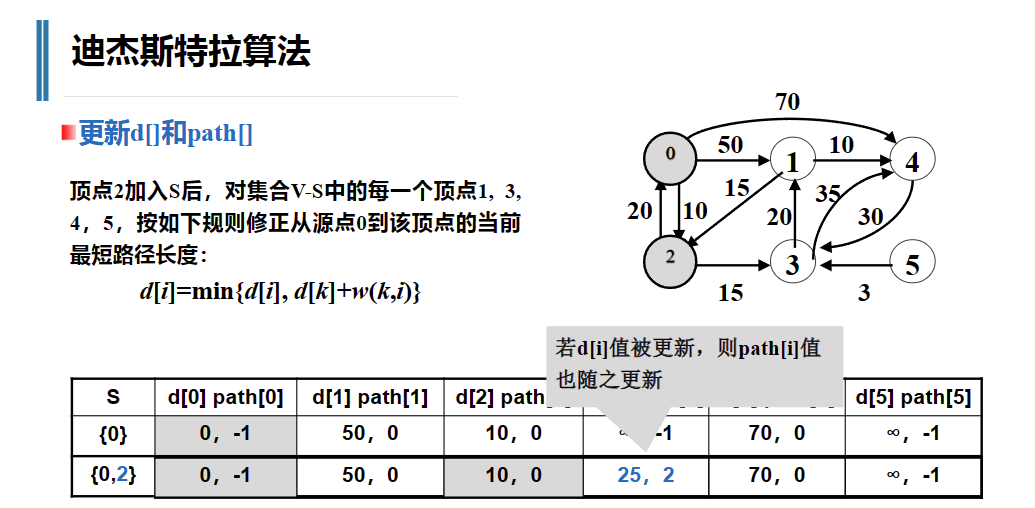 迪杰斯特拉算法
更新d[]和path[]
顶点2加入S后，对集合V-S中的每一个顶点1, 3,
4，5，按如下规则修正从源点0到该顶点的当前
最短路径长度：
d[i]=min{d[i], d[k]+w(k,i)}
70
0
50
1
10
4
20
10
15
20
35
30
2
3
5
15
3
若d[i]值被更新，则path[i]值
也随之更新
S d[0] path[0] d[1] path[1] d[2] path d[5] path[5]
{0} 0，-1 50，0 10，0 -1 70，0 ∞，-1
{0,2} 0，-1 50，0 10，0 25，2 70，0 ∞，-1